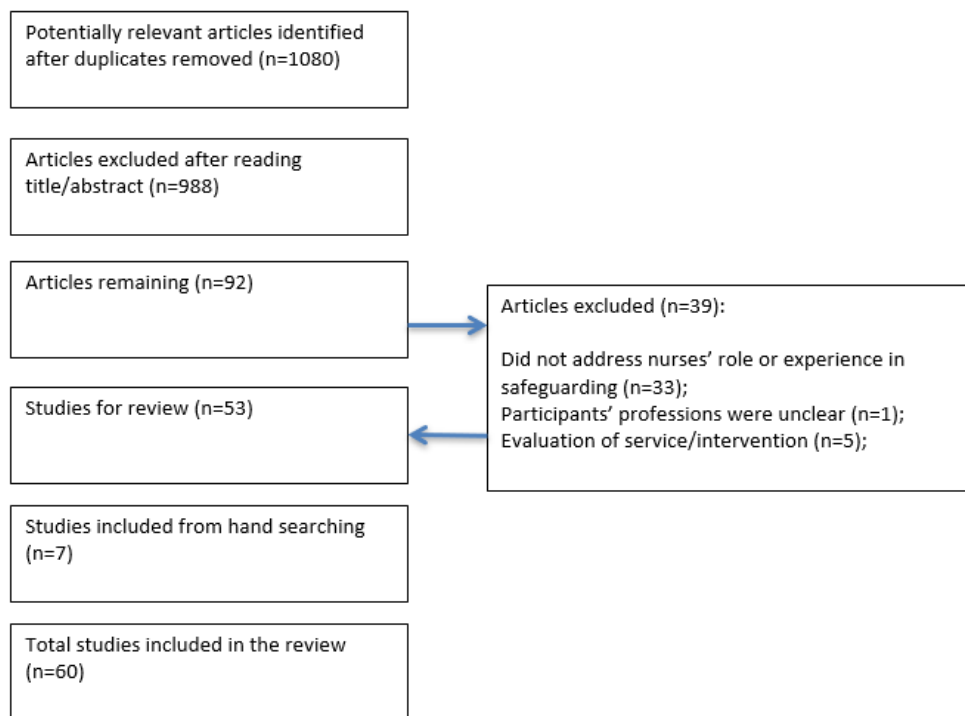 Potentially relevant articles identified
after duplicates removed (n=1080)
Articles excluded after reading
title/abstract (n=988)
Articles remaining (n=92)
Articles excluded (n=39):
Did not address nurses’ role or experience in
safeguarding (n=33);
Participants’ professions were unclear (n=1);
Evaluation of service/intervention (n=5);
Studies for review (n=53)
Studies included from hand searching
(n=7)
Total studies included in the review
(n=60)